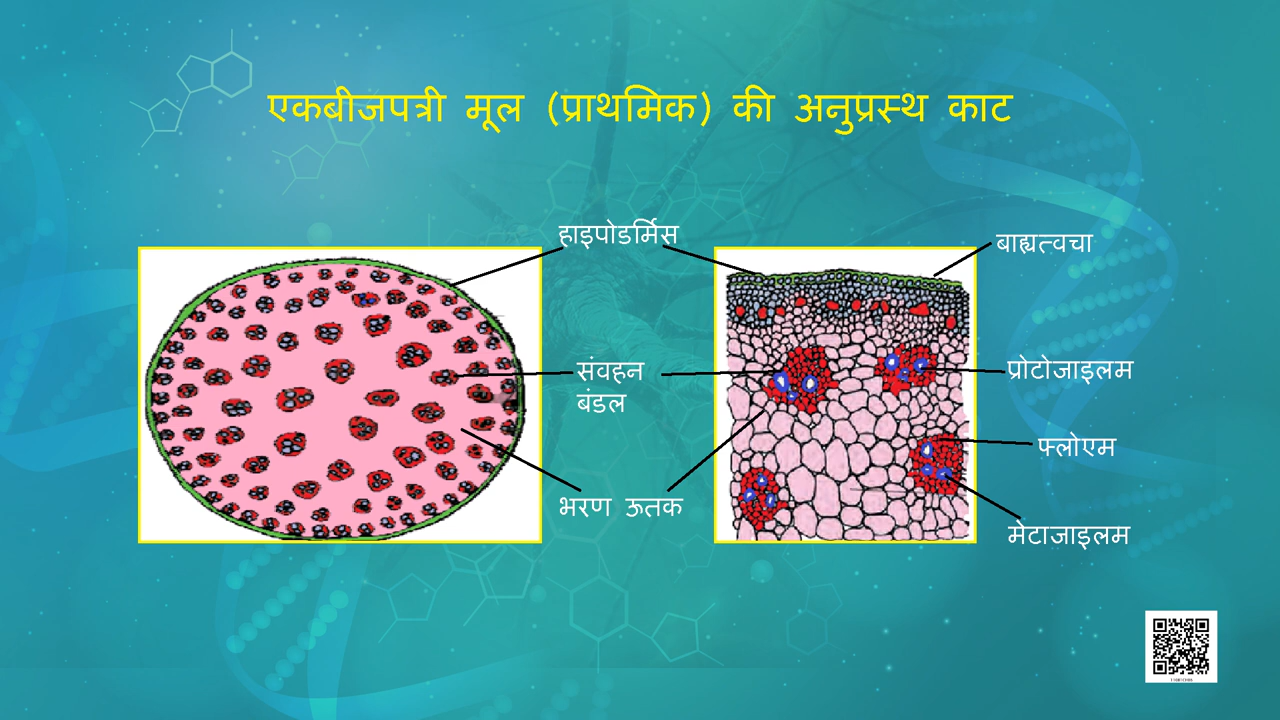 एकबीजपत्री मूल (प्राथमिक) की अनुप्रस्थ काट
हाइपोडर्मिस
बाह्यत्वचा
संवहन
बंडल
प्रोटोजाइलम
फ्लोएम
भरण ऊतक
मेटाजाइलम